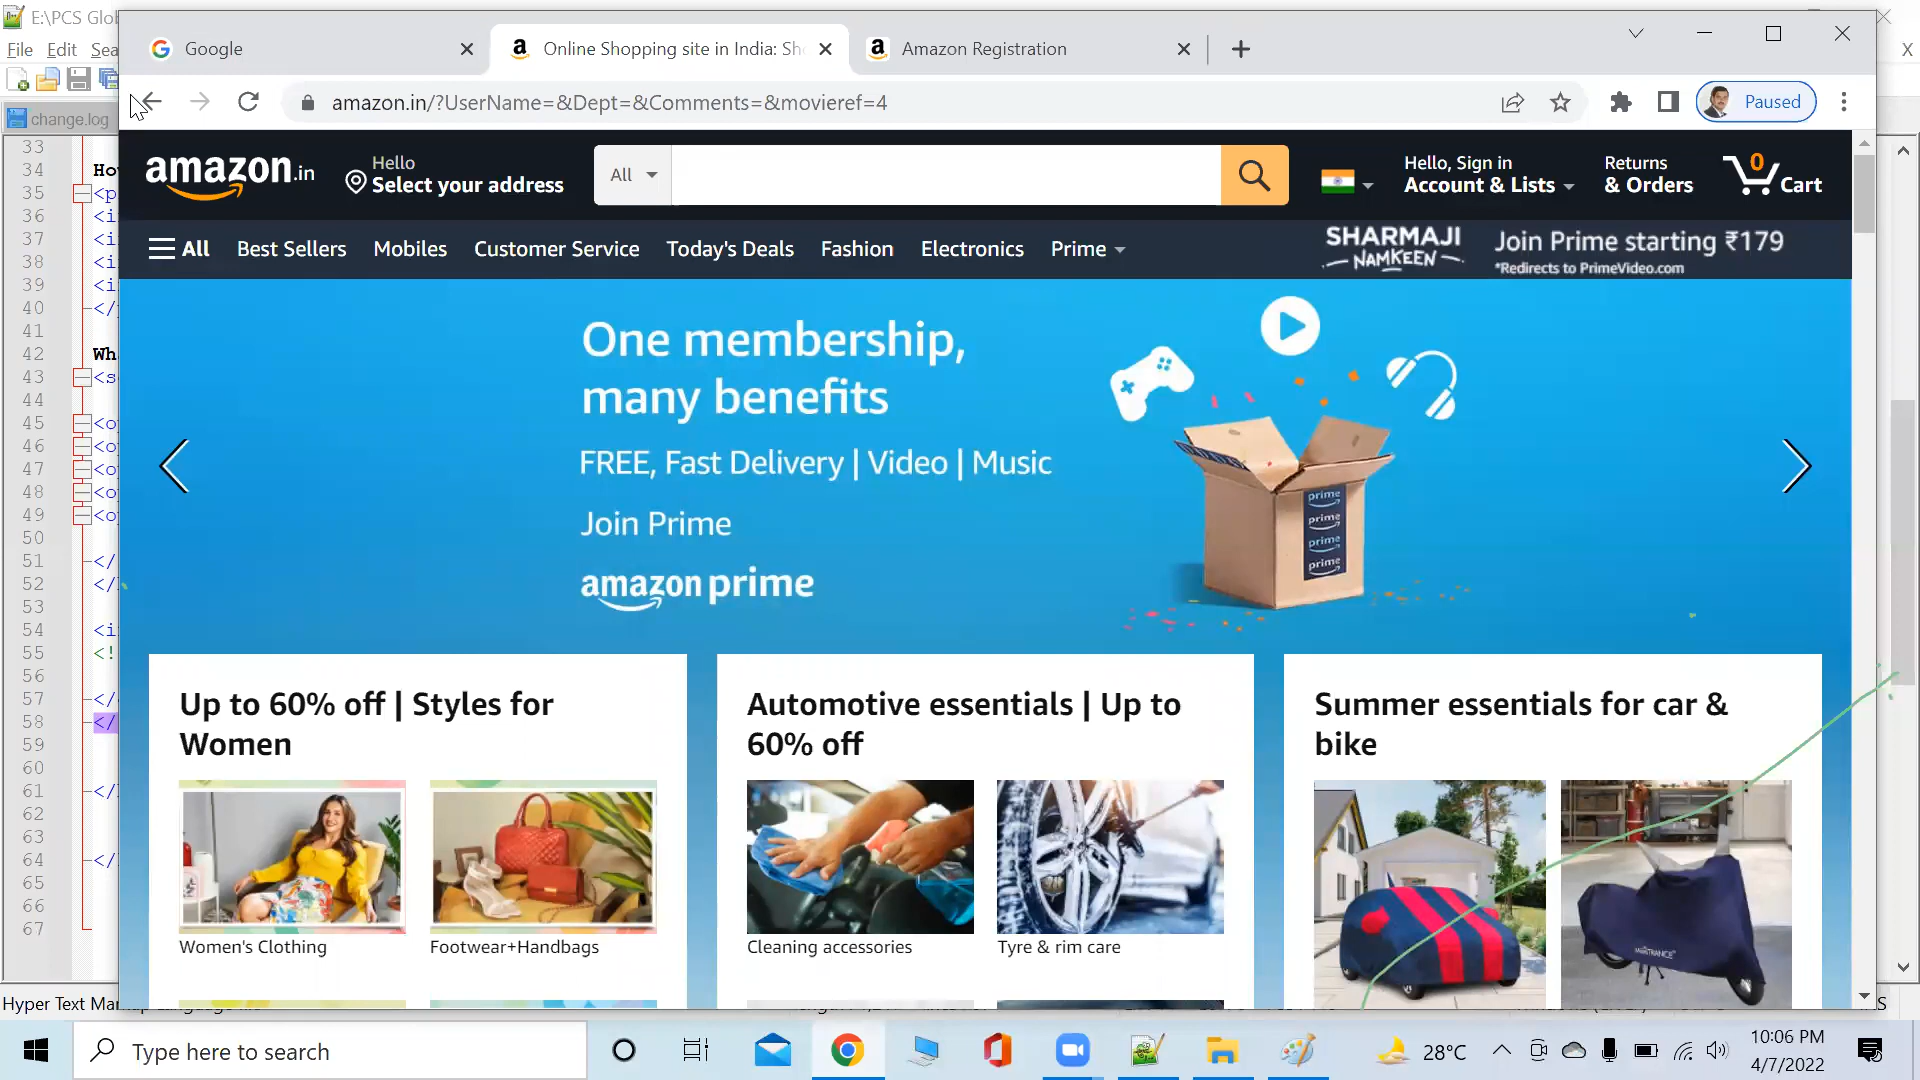 E:\PCS Glo
File Edit Sea
change.log
Google
Online Shopping site in India: Sh
Amazon Registration
amazon.in/?UserName=&Dept=&Comments=&movieref=4
Paused
amazon.in
Hello
Select your address
All
Hello, Sign in
Account & Lists
Returns
& Orders
0
Cart
All Best Sellers Mobiles Customer Service Today's Deals Fashion Electronics Prime
SHARMAJI
NAMKEEN
Join Prime starting ₹179
*Redirects to PrimeVideo.com
One membership,
many benefits
FREE, Fast Delivery | Video | Music
Join Prime
amazon prime
prime
prime
prime
prime
Up to 60% off | Styles for
Women
Women's Clothing
Footwear+Handbags
Automotive essentials | Up to
60% off
Cleaning accessories
Tyre & rim care
Summer essentials for car &
bike
33
34 Ho
35 <p
36 <i
37 <i
38 <i
39 <i
40 </
41
42 Wh
43 <s
44
45 <o
46 <o
47 <o
48 <o
49 <o
50
51 </
52 </
53
54 <i
55 <!
56
57 </
58 </
59
60
61 </
62
63
64 </
65
66
67
Type here to search
28°C
10:06 PM
4/7/2022